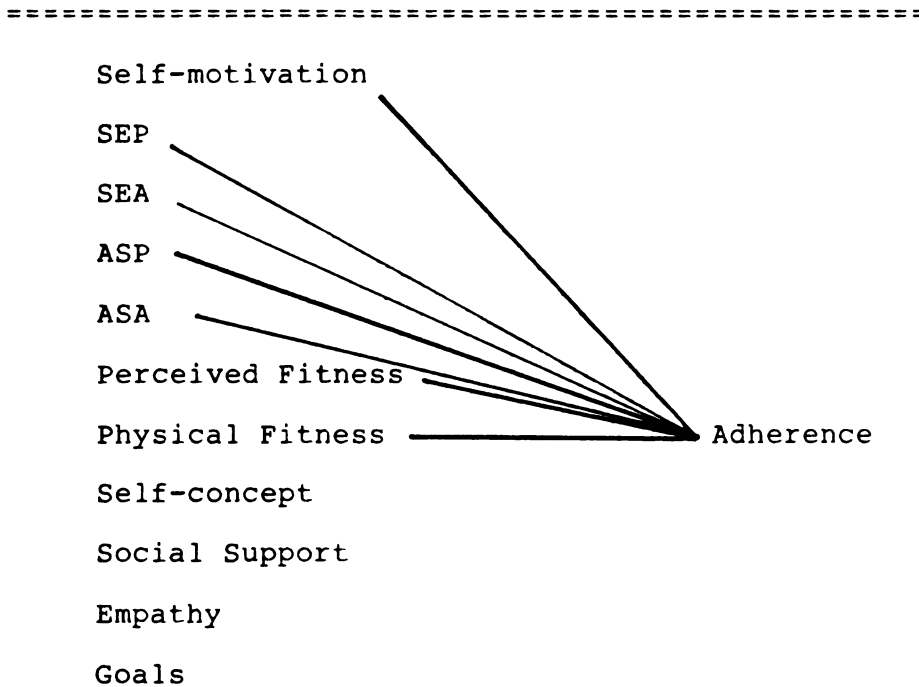 Self-motivation
SEP
SEA
ASP
ASA
Perceived Fitness
Physical Fitness
Adherence
Self-concept
Social Support
Empathy
Goals